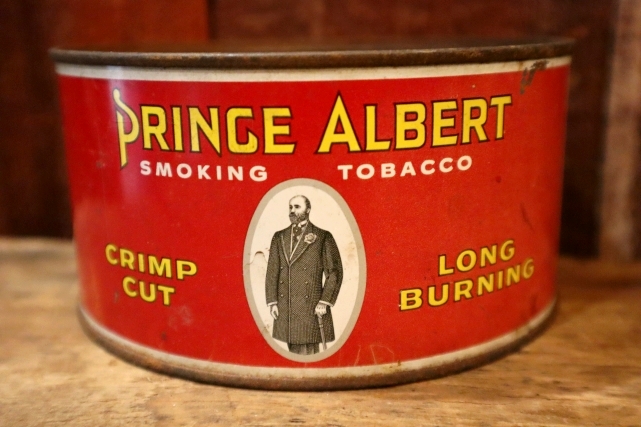 PRINCE ALBERT
SMOKING TOBACCO
CRIMP
CUT
LONG
BURNING